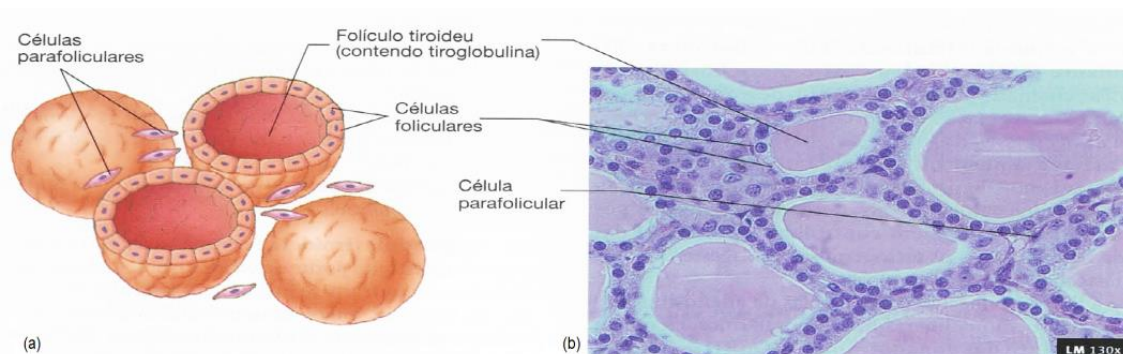 Células
parafoliculares
Folículo tiroideu
(contendo tiroglobulina)
Células
foliculares
Célula
parafolicular
(a)
(b)
LM 130x